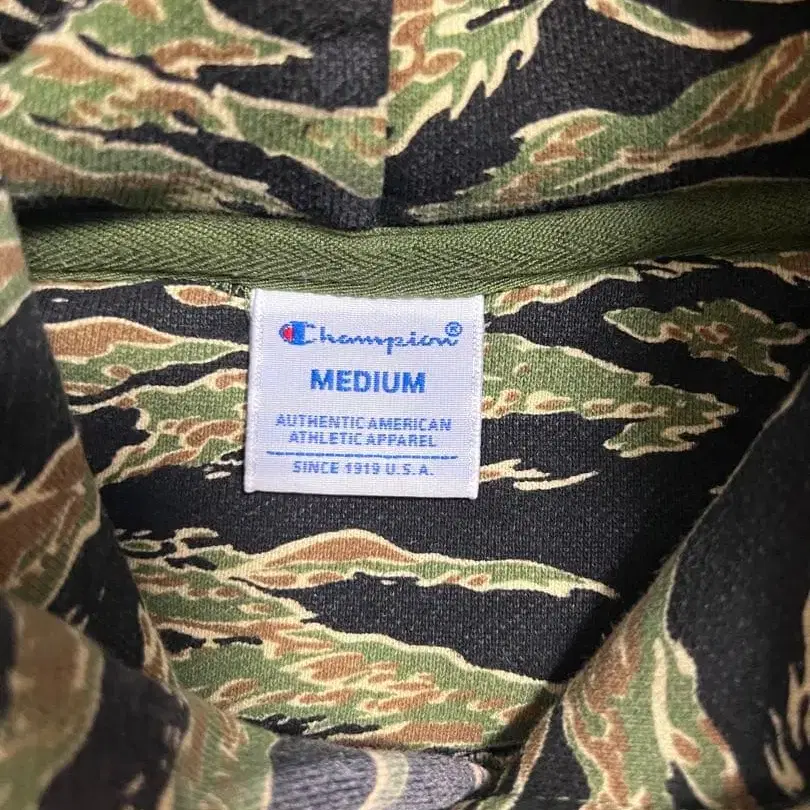 Champion®
MEDIUM
AUTHENTIC AMERICAN
ATHLETIC APPAREL
SINCE 1919 U.S.A.